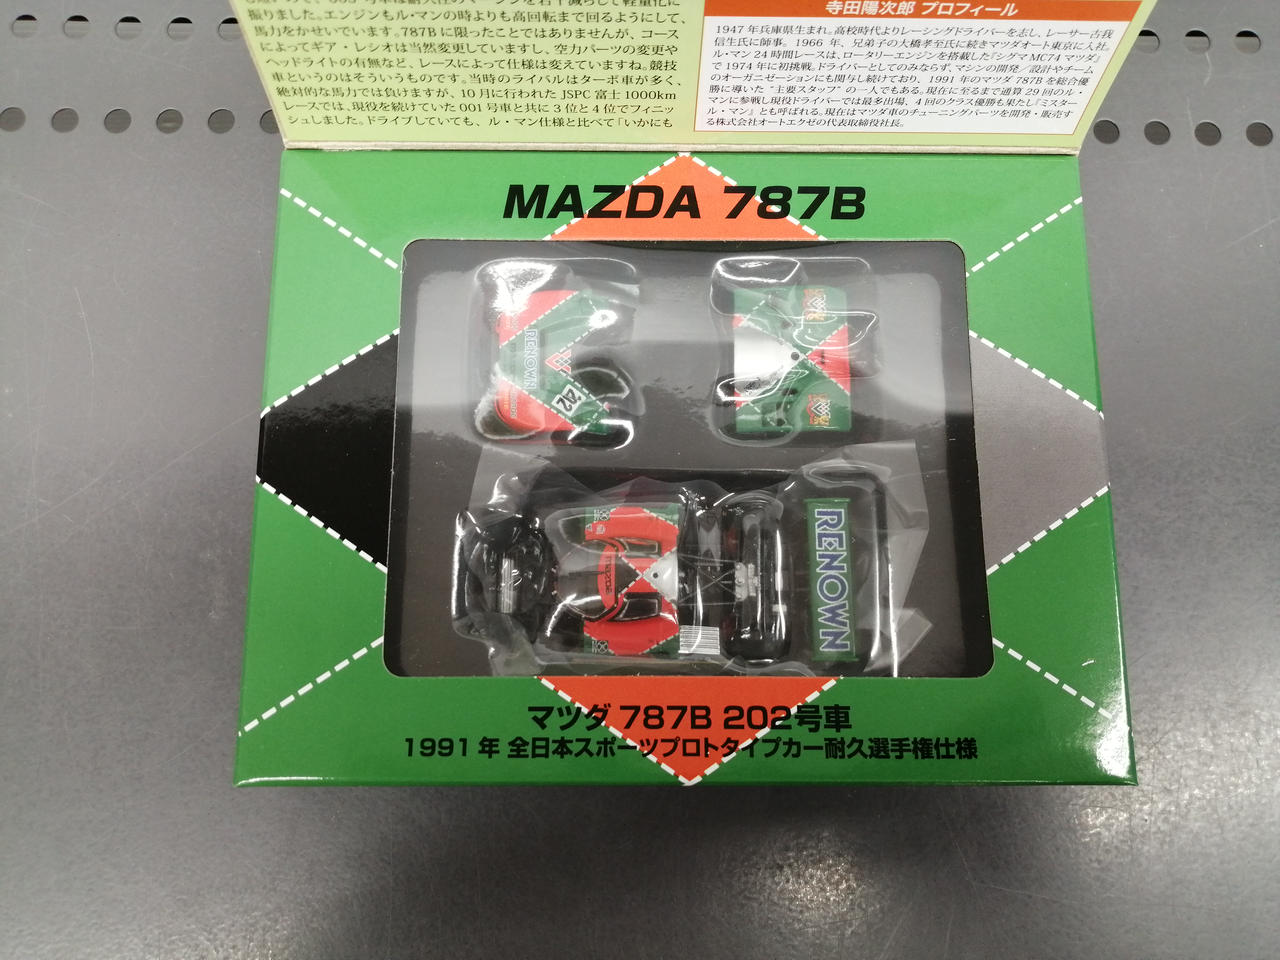 振りました。エンジンもル・マンの時よりも高回転まで回るようにして、
馬力をかせいでいます。787Bに限ったことではありませんが、コース
によってギア・レシオは当然変更していますし、空力パーツの変更や
ヘッドライトの有無など、レースによって仕様は変えていますね。競技
車というのはそういうものです。当時のライバルはターボ車が多く、
絶対的な馬力では負けますが、10月に行われたJSPC富士1000km
レースでは、現役を続けていた001号車と共に3位と4位でフィニッ
シュしました。ドライブしていても、ル・マン仕様と比べて「いかにも
寺田陽次郎 プロフィール
1947年兵庫県生まれ。高校時代よりレーシングドライバーを志し、レーサー古我
信生氏に師事。1966年、兄弟子の大橋孝至氏に続きマツダオート東京に入社。
ル・マン24時間レースは、ロータリーエンジンを搭載した『シグマMC74マツダ』
で1974年に初挑戦。ドライバーとしてのみならず、マシンの開発／設計やチーム
のオーガニゼーションにも関与し続けており、1991年のマツダ787Bを総合優
勝に導いた“主要スタッフ”の一人でもある。現在に至るまで通算29回のル・
マンに参戦し現役ドライバーでは最多出場、4回のクラス優勝も果たし『ミスター
ル・マン』とも呼ばれる。現在はマツダ車のチューニングパーツを開発・販売す
る株式会社オートエクゼの代表取締役社長。
MAZDA 787B
RENOWN
202
mazda
RENOWN
マツダ 787B 202号車
1991年 全日本スポーツプロトタイプカー耐久選手権仕様